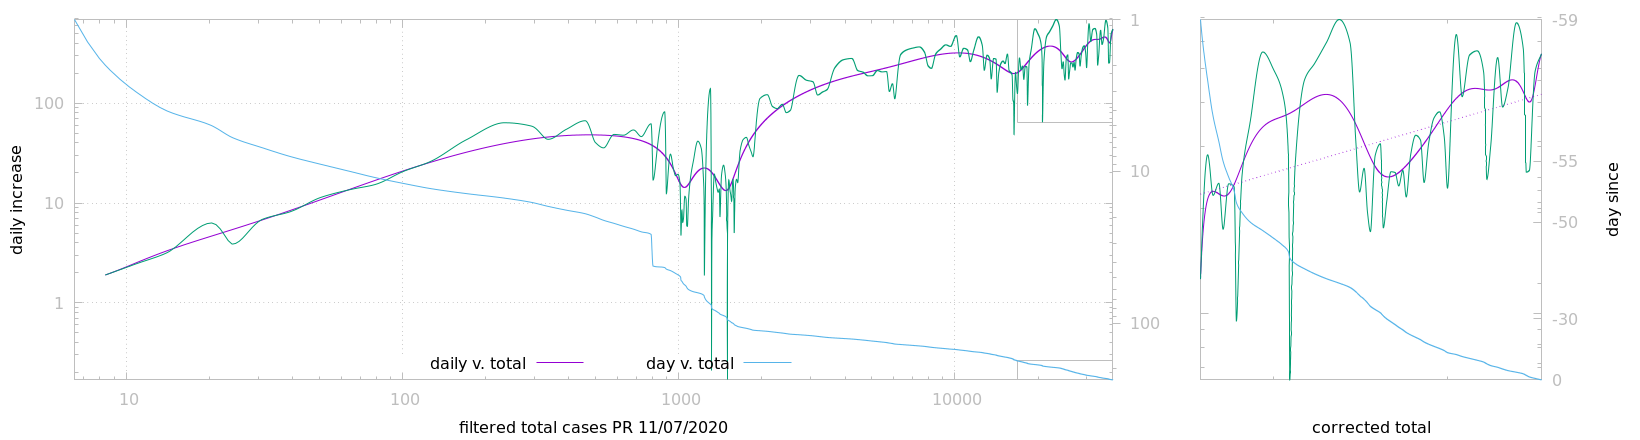 daily increase
100
10
1
daily v. total
day v. total
10
100
1000
10000
filtered total cases PR 11/07/2020
1
10
100
-59
-55
-50
-30
0
day since
corrected total